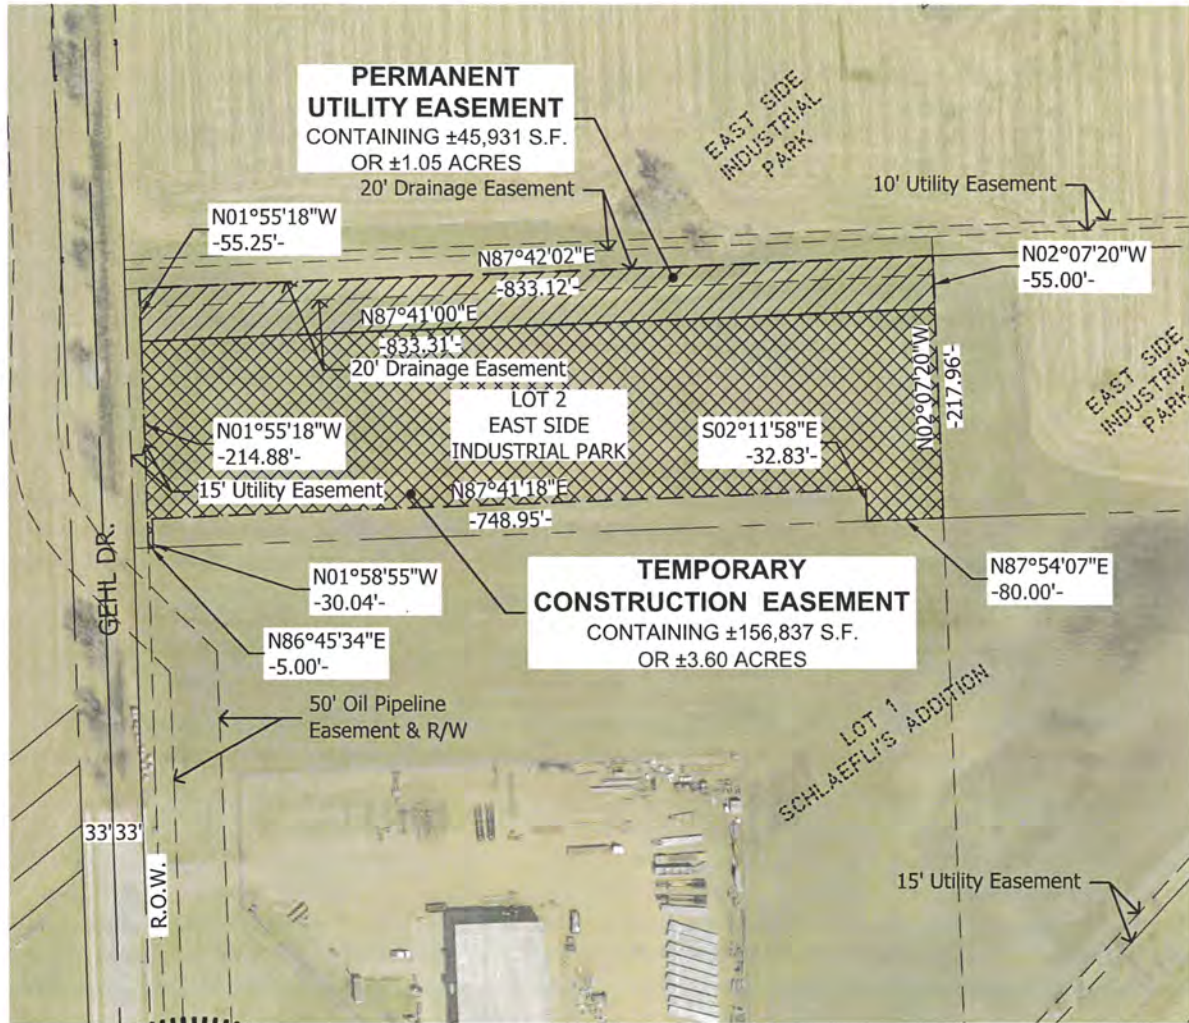 PERMANENT
UTILITY EASEMENT
CONTAINING ±45,931 S.F.
OR ±1.05 ACRES
20' Drainage Easement
EAST SIDE
INDUSTRIAL
PARK
10' Utility Easement
N01°55'18"W
-55.25'-
N87°42'02"E
-833.12'-
N02°07'20"W
-55.00'-
N87°41'00"E
-833.31'-
20' Drainage Easement
LOT 2
EAST SIDE
INDUSTRIAL PARK
N02°07'20"W
-217.96'-
EAST SIDE
INDUSTRIAL
PARK
N01°55'18"W
-214.88'-
S02°11'58"E
-32.83'-
15' Utility Easement
N87°41'18"E
-748.95'-
GEHL DR.
N01°58'55"W
-30.04'-
TEMPORARY
CONSTRUCTION EASEMENT
CONTAINING ±156,837 S.F.
OR ±3.60 ACRES
N87°54'07"E
-80.00'-
N86°45'34"E
-5.00'-
50' Oil Pipeline
Easement & R/W
LOT 1
SCHLAEFLI'S ADDITION
33'
33'
R.O.W.
15' Utility Easement